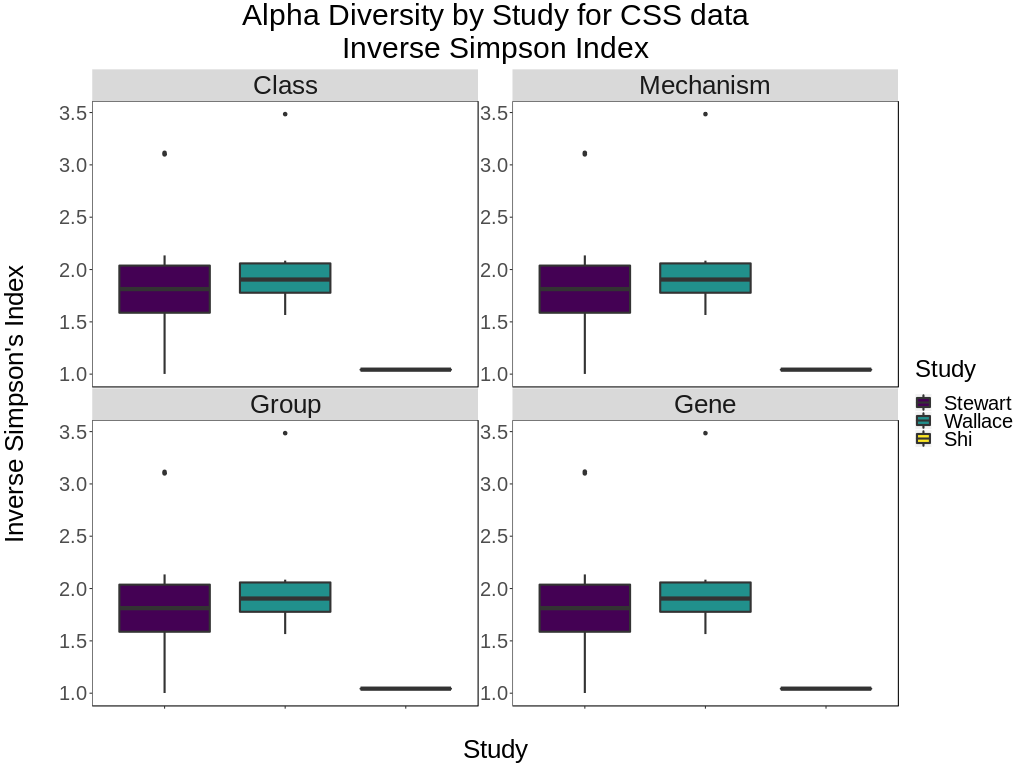 Alpha Diversity by Study for CSS data
Inverse Simpson Index
Class
Mechanism
3.5
3.0
2.5
2.0
1.5
1.0
3.5
3.0
2.5
2.0
1.5
1.0
Group
Gene
3.5
3.0
2.5
2.0
1.5
1.0
3.5
3.0
2.5
2.0
1.5
1.0
Inverse Simpson's Index
Study
Study
Stewart
Wallace
Shi